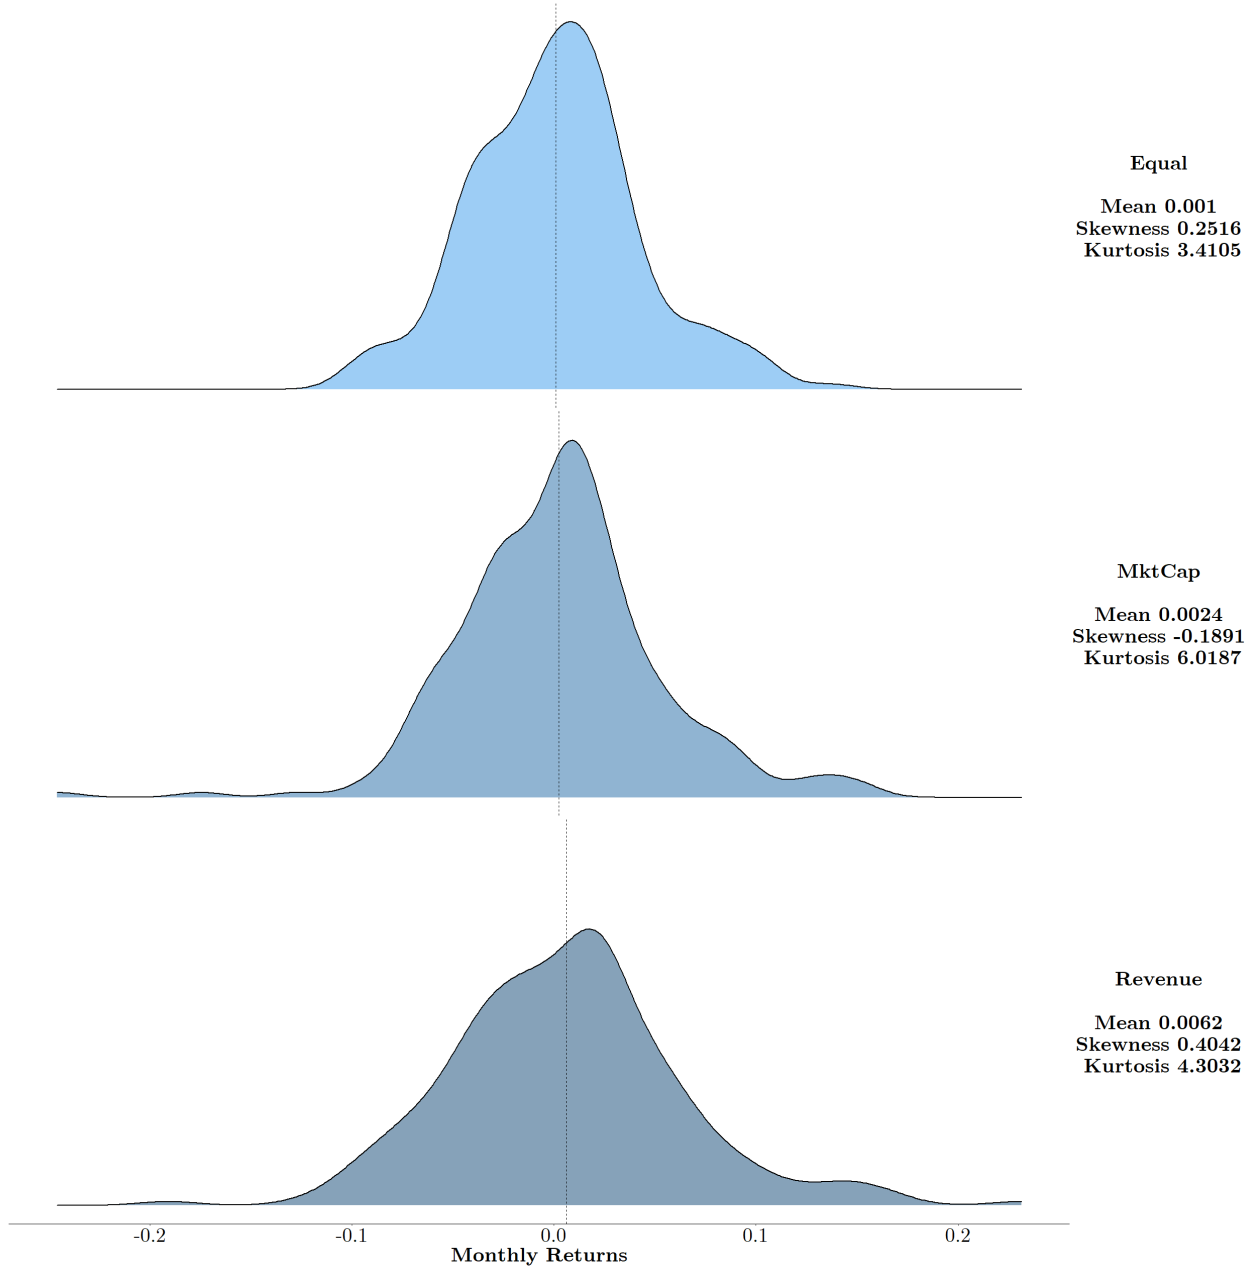 Equal
Mean 0.001
Skewness 0.2516
Kurtosis 3.4105
MktCap
Mean 0.0024
Skewness -0.1891
Kurtosis 6.0187
Revenue
Mean 0.0062
Skewness 0.4042
Kurtosis 4.3032
-0.2 -0.1 0.0 0.1 0.2
Monthly Returns